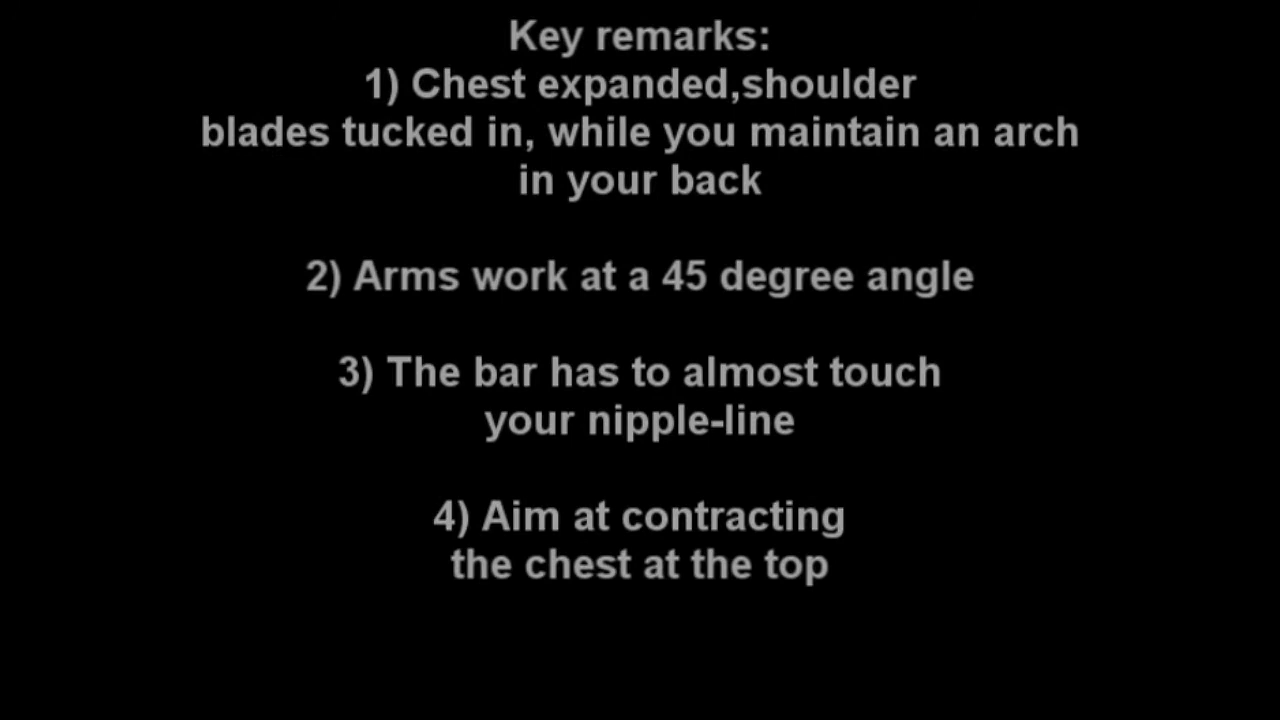 Key remarks:
1) Chest expanded,shoulder
blades tucked in, while you maintain an arch
in your back
2) Arms work at a 45 degree angle
3) The bar has to almost touch
your nipple-line
4) Aim at contracting
the chest at the top